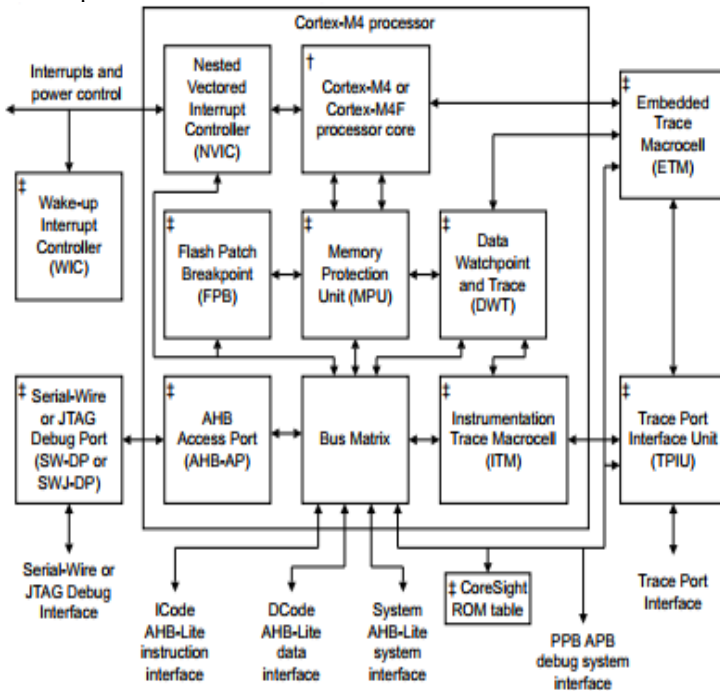 Cortex-M4 processor
Interrupts and
power control
Nested
Vectored
Interrupt
Controller
(NVIC)
†
Cortex-M4 or
Cortex-M4F
processor core
‡
Embedded
Trace
Macrocell
(ETM)
‡
Wake-up
Interrupt
Controller
(WIC)
‡
Flash Patch
Breakpoint
(FPB)
‡
Memory
Protection
Unit (MPU)
‡
Data
Watchpoint
and Trace
(DWT)
‡
Serial-Wire
or JTAG
Debug Port
(SW-DP or
SWJ-DP)
‡
AHB
Access Port
(AHB-AP)
Bus Matrix
‡
Instrumentation
Trace Macrocell
(ITM)
‡
Trace Port
Interface Unit
(TPIU)
Serial-Wire or
JTAG Debug
Interface
ICode
AHB-Lite
instruction
interface
DCode
AHB-Lite
data
interface
System
AHB-Lite
system
interface
‡ CoreSight
ROM table
PPB APB
debug system
interface
Trace Port
Interface